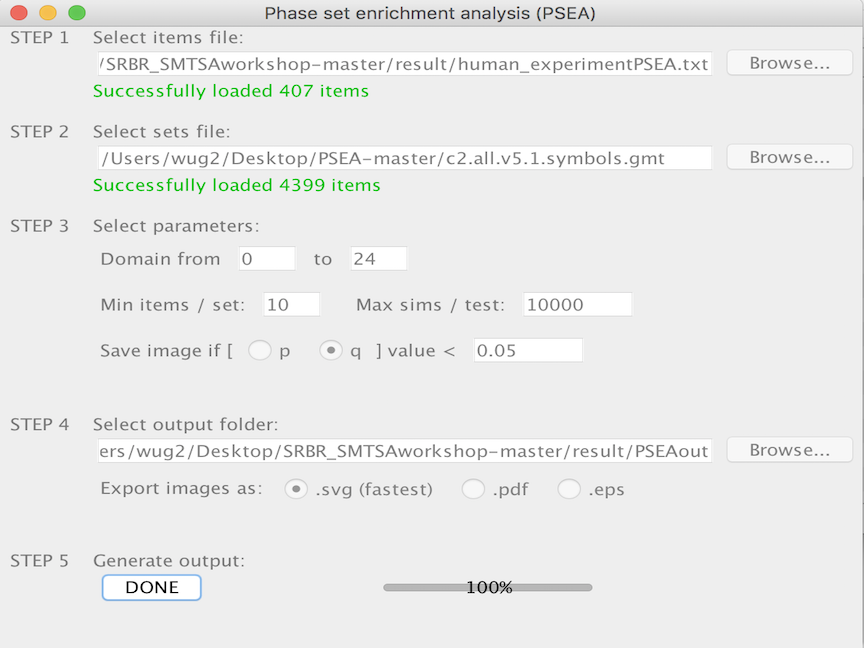 Phase set enrichment analysis (PSEA)
STEP 1 Select items file:
/SRBR_SMTSAworkshop-master/result/human_experimentPSEA.txt Browse...
Successfully loaded 407 items
STEP 2 Select sets file:
/Users/wug2/Desktop/PSEA-master/c2.all.v5.1.symbols.gmt Browse...
Successfully loaded 4399 items
STEP 3 Select parameters:
Domain from 0 to 24
Min items / set: 10 Max sims / test: 10000
Save image if [ p q ] value < 0.05
STEP 4 Select output folder:
ers/wug2/Desktop/SRBR_SMTSAworkshop-master/result/PSEAout Browse...
Export images as: .svg (fastest) .pdf .eps
STEP 5 Generate output:
DONE 100%